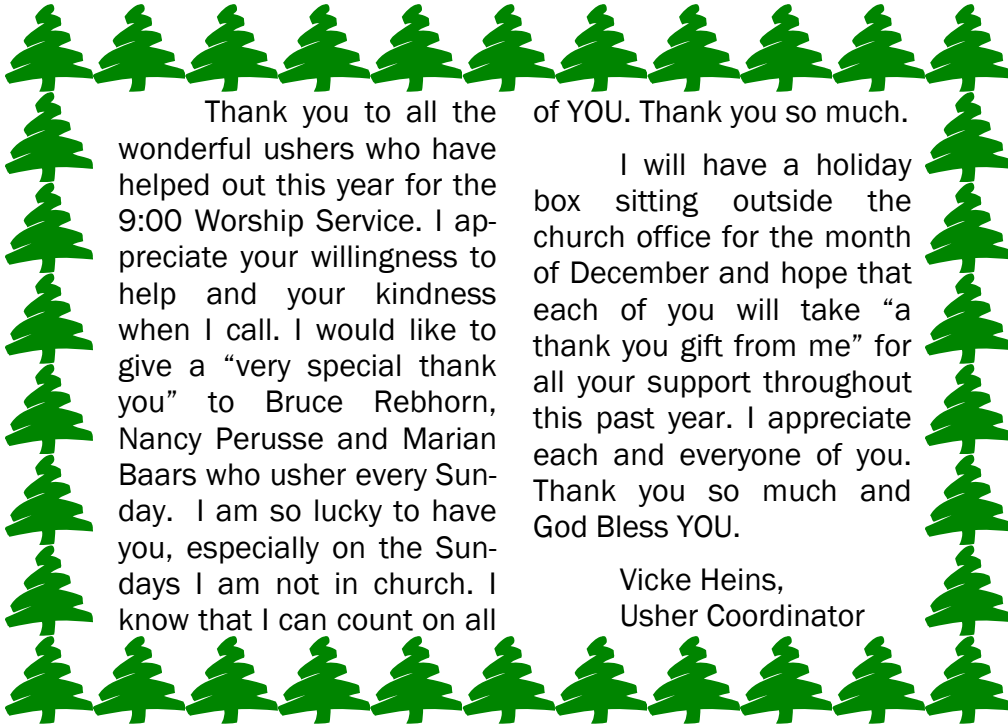 Thank you to all the
wonderful ushers who have
helped out this year for the
9:00 Worship Service. I ap-
preciate your willingness to
help and your kindness
when I call. I would like to
give a “very special thank
you” to Bruce Rebhorn,
Nancy Perusse and Marian
Baars who usher every Sun-
day. I am so lucky to have
you, especially on the Sun-
days I am not in church. I
know that I can count on all
of YOU. Thank you so much.
I will have a holiday
box sitting outside the
church office for the month
of December and hope that
each of you will take “a
thank you gift from me” for
all your support throughout
this past year. I appreciate
each and everyone of you.
Thank you so much and
God Bless YOU.
Vicke Heins,
Usher Coordinator